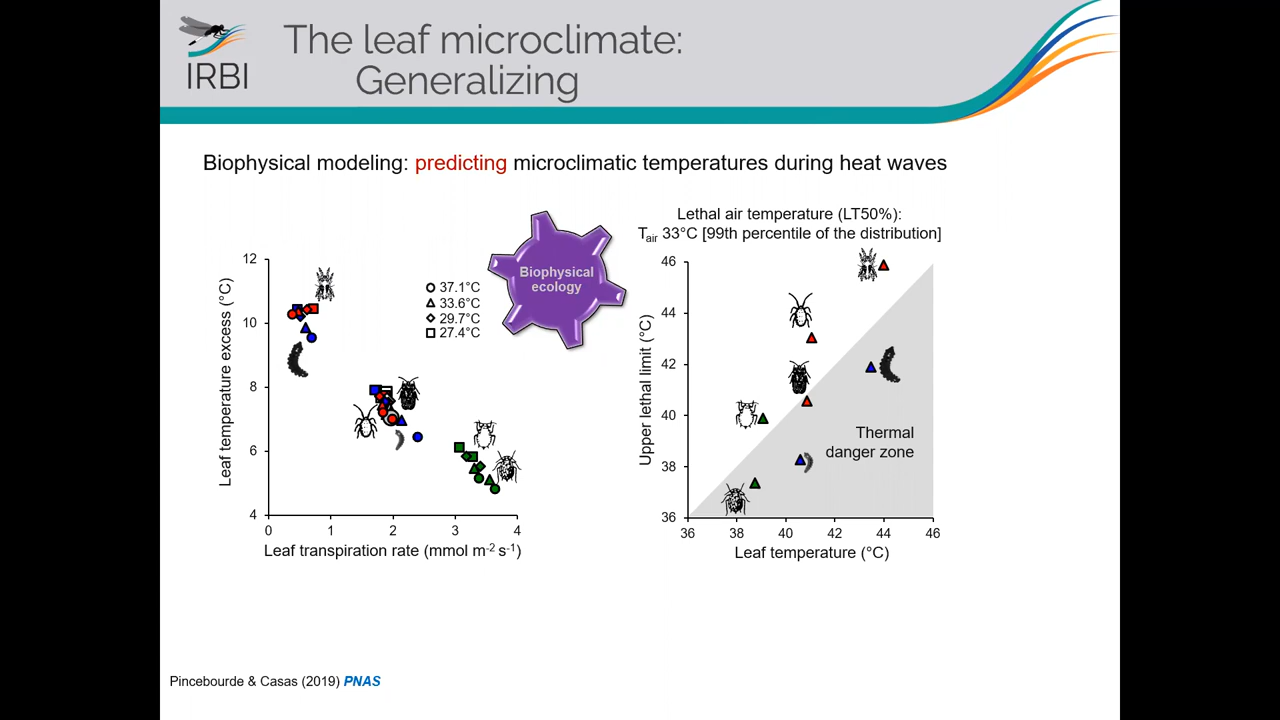 IRBI
The leaf microclimate:
Generalizing
Biophysical modeling: predicting microclimatic temperatures during heat waves
Biophysical
ecology
Leaf temperature excess (°C)
12
10
8
6
4
0
1
2
3
4
Leaf transpiration rate (mmol m-2 s-1)
37.1°C
33.6°C
29.7°C
27.4°C
Lethal air temperature (LT50%):
Tair 33°C [99th percentile of the distribution]
Upper lethal limit (°C)
46
44
42
40
38
36
36
38
40
42
44
46
Leaf temperature (°C)
Thermal
danger zone
Pincebourde & Casas (2019) PNAS